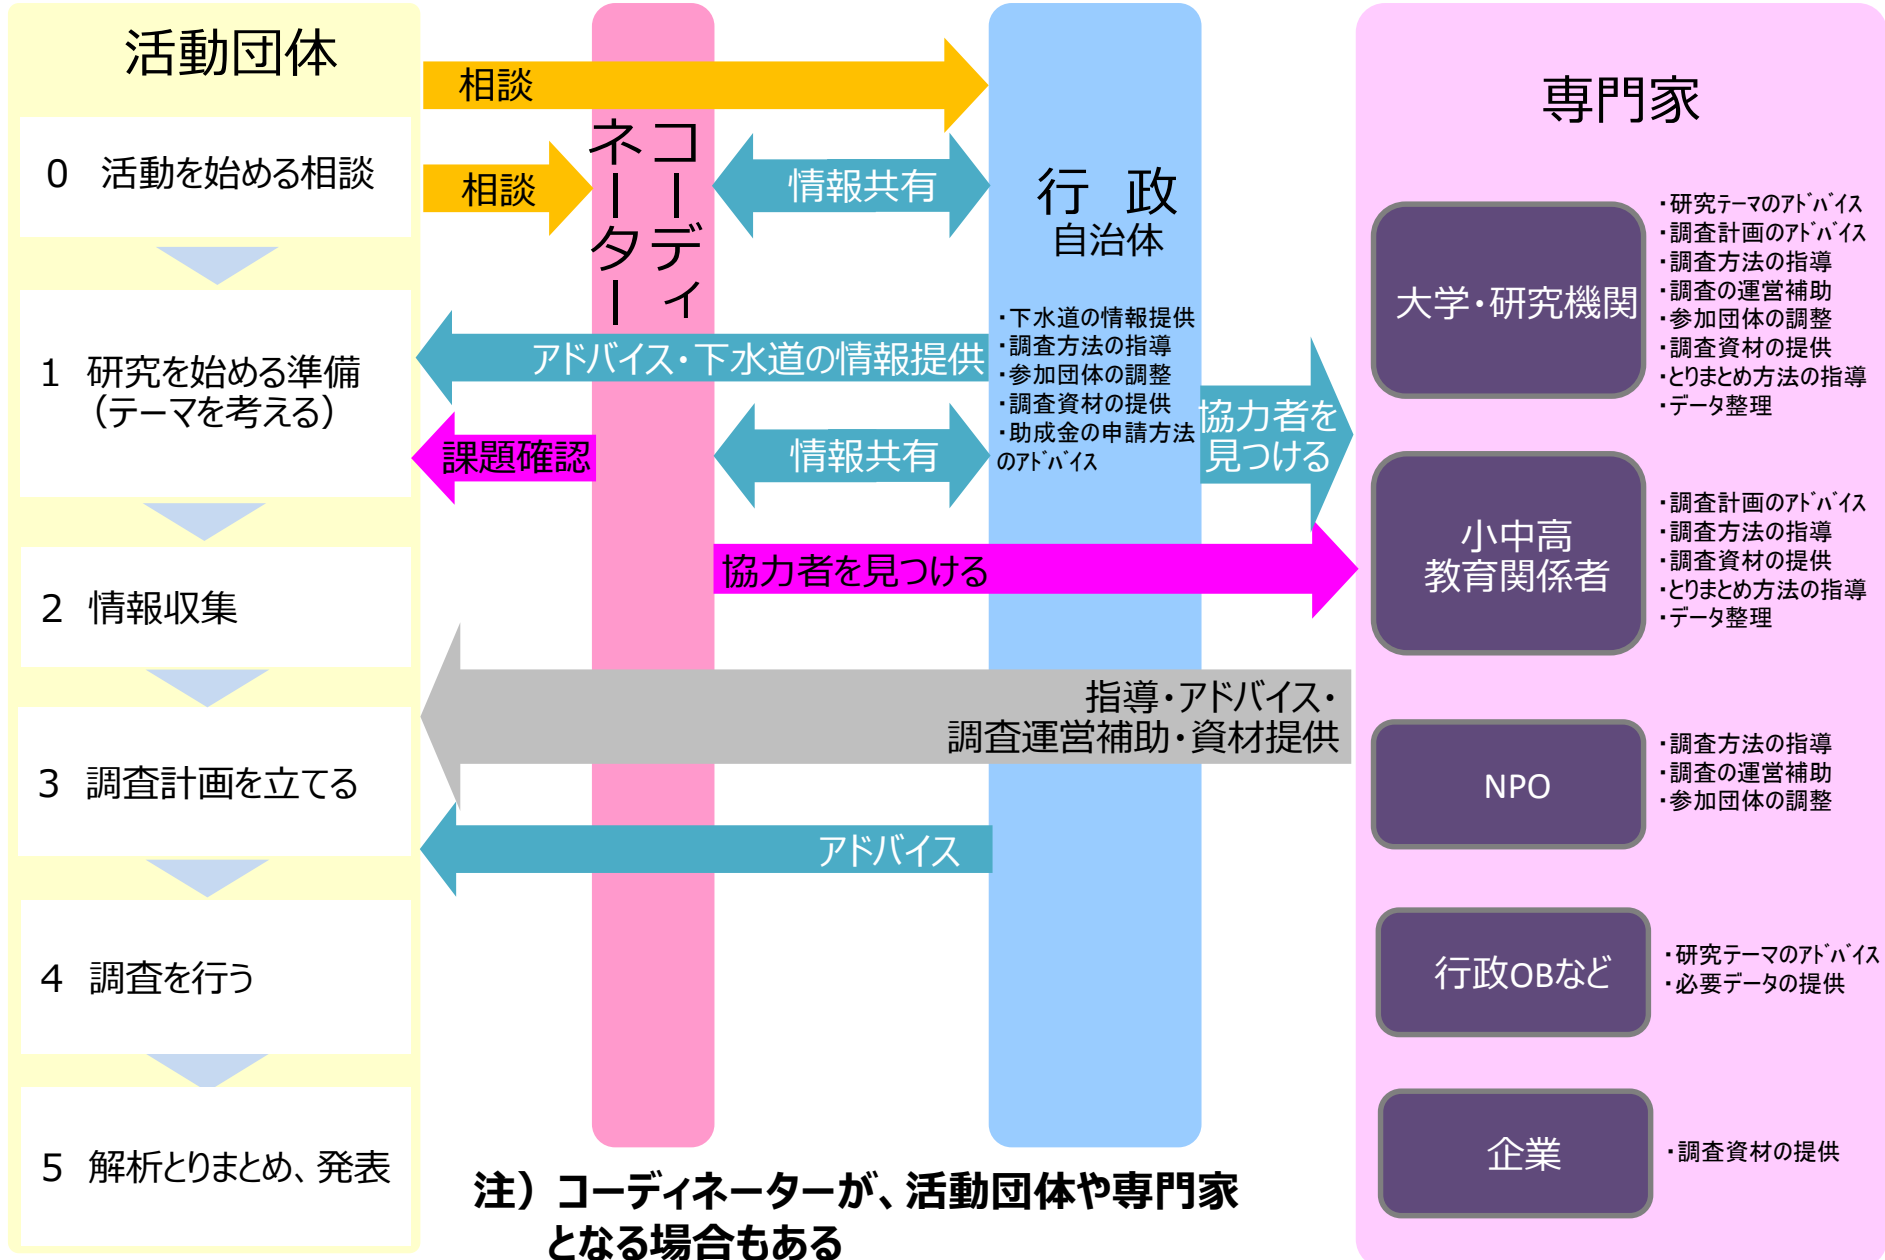 活動団体
0 活動を始める相談
1 研究を始める準備
（テーマを考える）
2 情報収集
3 調査計画を立てる
4 調査を行う
5 解析とりまとめ、発表
相談
相談
コーディ
ネーター
情報共有
アドバイス・下水道の情報提供
課題確認
情報共有
協力者を見つける
指導・アドバイス・
調査運営補助・資材提供
アドバイス
行 政
自治体
・下水道の情報提供
・調査方法の指導
・参加団体の調整
・調査資材の提供
・助成金の申請方法
のｱﾄﾞﾊﾞｲｽ
協力者を
見つける
専門家
大学・研究機関
・研究ﾃｰﾏのｱﾄﾞﾊﾞｲｽ
・調査計画のｱﾄﾞﾊﾞｲｽ
・調査方法の指導
・調査の運営補助
・参加団体の調整
・調査資材の提供
・とりまとめ方法の指導
・データ整理
小中高
教育関係者
・調査計画のｱﾄﾞﾊﾞｲｽ
・調査方法の指導
・調査資材の提供
・とりまとめ方法の指導
・データ整理
NPO
・調査方法の指導
・調査の運営補助
・参加団体の調整
行政OBなど
・研究テーマのｱﾄﾞﾊﾞｲｽ
・必要データの提供
企業
・調査資材の提供
注）コーディネーターが、活動団体や専門家
となる場合もある